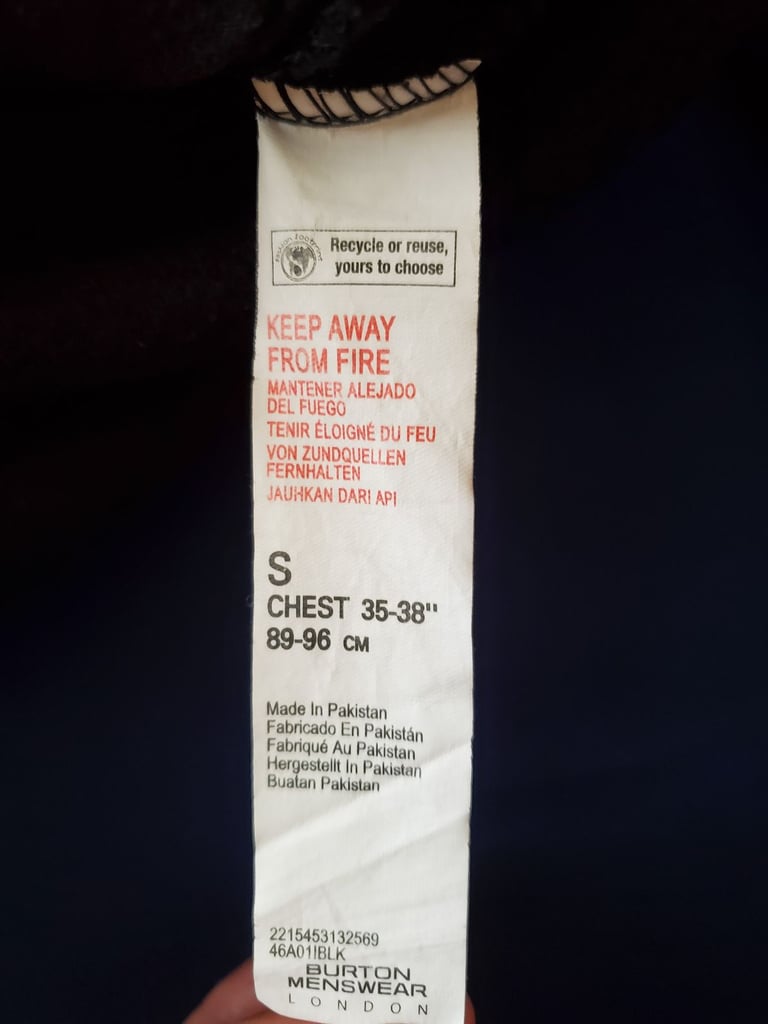 fashion footprint
Recycle or reuse,
yours to choose
KEEP AWAY
FROM FIRE
MANTENER ALEJADO
DEL FUEGO
TENIR ÉLOIGNÉ DU FEU
VON ZUNDQUELLEN
FERNHALTEN
JAUHKAN DARI API
S
CHEST 35-38"
89-96 CM
Made In Pakistan
Fabricado En Pakistán
Fabriqué Au Pakistan
Hergestellt In Pakistan
Buatan Pakistan
2215453132569
46A01IBLK
BURTON
MENSWEAR
LONDON